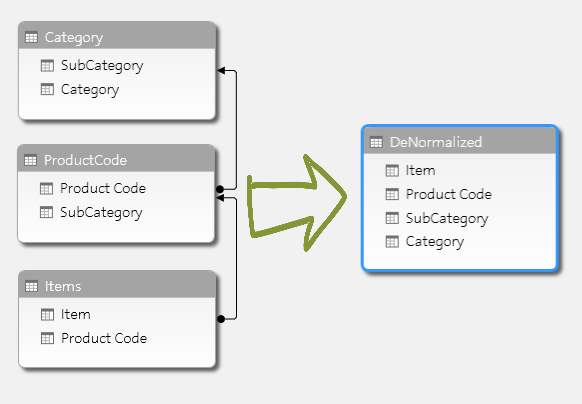 Category
SubCategory
Category
ProductCode
Product Code
SubCategory
Items
Item
Product Code
DeNormalized
Item
Product Code
SubCategory
Category